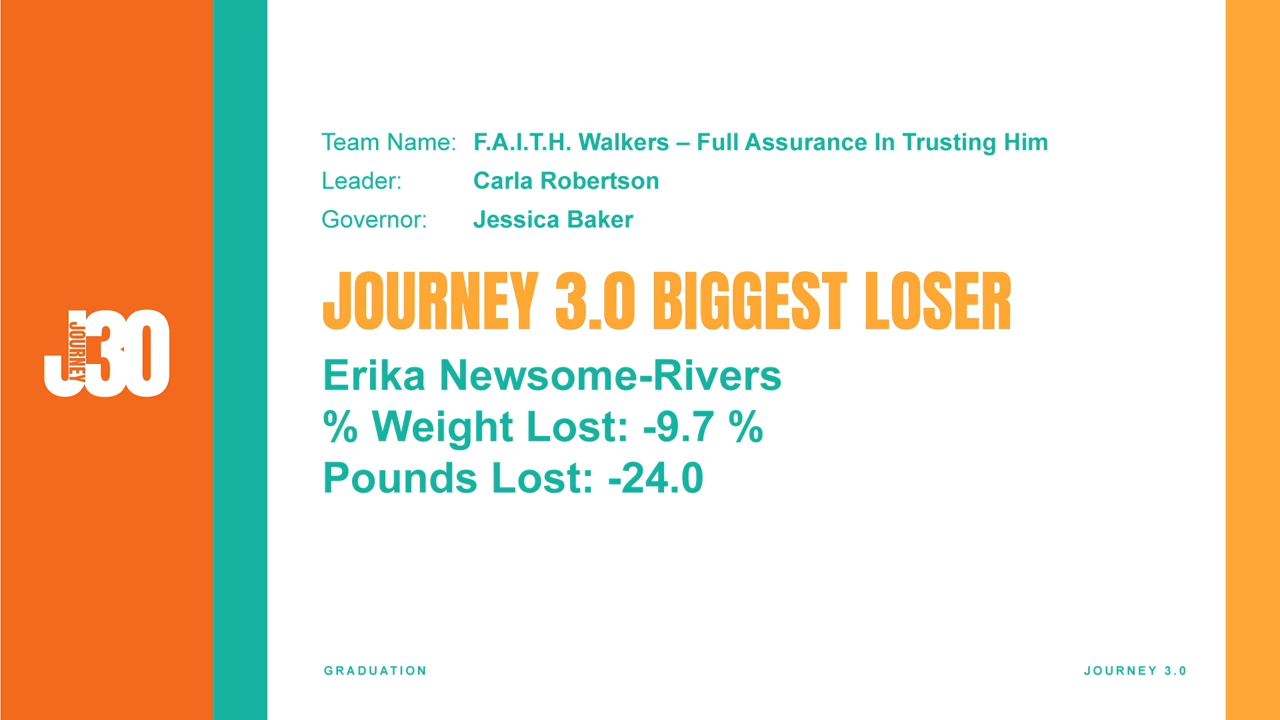 Team Name: F.A.I.T.H. Walkers – Full Assurance In Trusting Him
Leader: Carla Robertson
Governor: Jessica Baker
JOURNEY 3.0 BIGGEST LOSER
Erika Newsome-Rivers
% Weight Lost: -9.7 %
Pounds Lost: -24.0
J30
JOURNEY
GRADUATION
JOURNEY 3.0